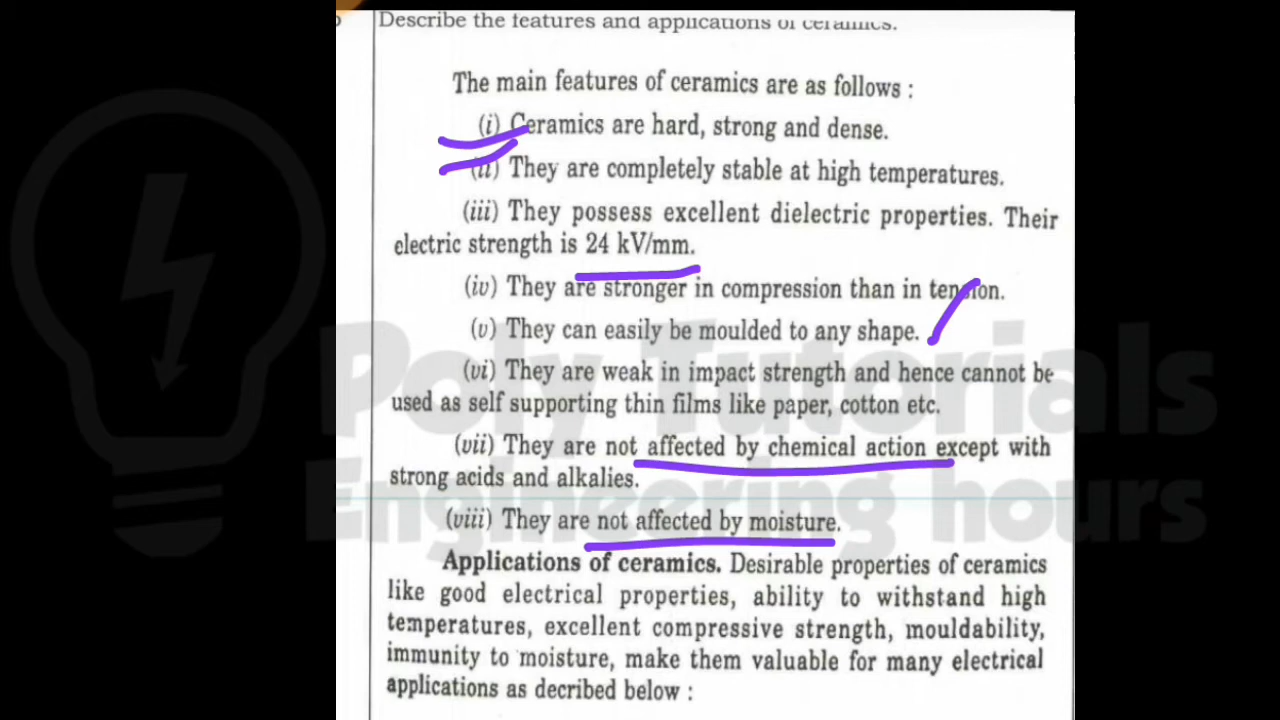 Describe the features and applications of ceramics.
The main features of ceramics are as follows :
(i) Ceramics are hard, strong and dense.
(ii) They are completely stable at high temperatures.
(iii) They possess excellent dielectric properties. Their
electric strength is 24 kV/mm.
(iv) They are stronger in compression than in tension.
(v) They can easily be moulded to any shape.
(vi) They are weak in impact strength and hence cannot be
used as self supporting thin films like paper, cotton etc.
(vii) They are not affected by chemical action except with
strong acids and alkalies.
(viii) They are not affected by moisture.
Applications of ceramics. Desirable properties of ceramics
like good electrical properties, ability to withstand high
temperatures, excellent compressive strength, mouldability,
immunity to moisture, make them valuable for many electrical
applications as decribed below :
Poly Tutorials
Engineering hours